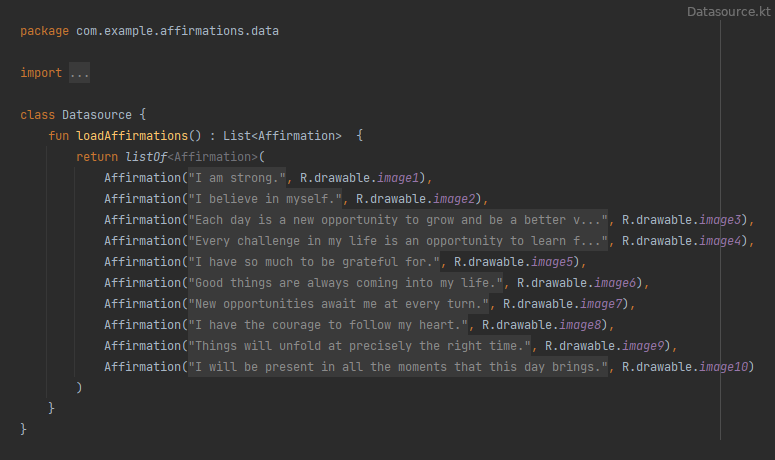 Datasource.kt
package com.example.affirmations.data
import ...
class Datasource {
fun loadAffirmations() : List<Affirmation> {
return listOf<Affirmation>(
Affirmation("I am strong.", R.drawable.image1),
Affirmation("I believe in myself.", R.drawable.image2),
Affirmation("Each day is a new opportunity to grow and be a better v...", R.drawable.image3),
Affirmation("Every challenge in my life is an opportunity to learn f...", R.drawable.image4),
Affirmation("I have so much to be grateful for.", R.drawable.image5),
Affirmation("Good things are always coming into my life.", R.drawable.image6),
Affirmation("New opportunities await me at every turn.", R.drawable.image7),
Affirmation("I have the courage to follow my heart.", R.drawable.image8),
Affirmation("Things will unfold at precisely the right time.", R.drawable.image9),
Affirmation("I will be present in all the moments that this day brings.", R.drawable.image10)
)
}
}